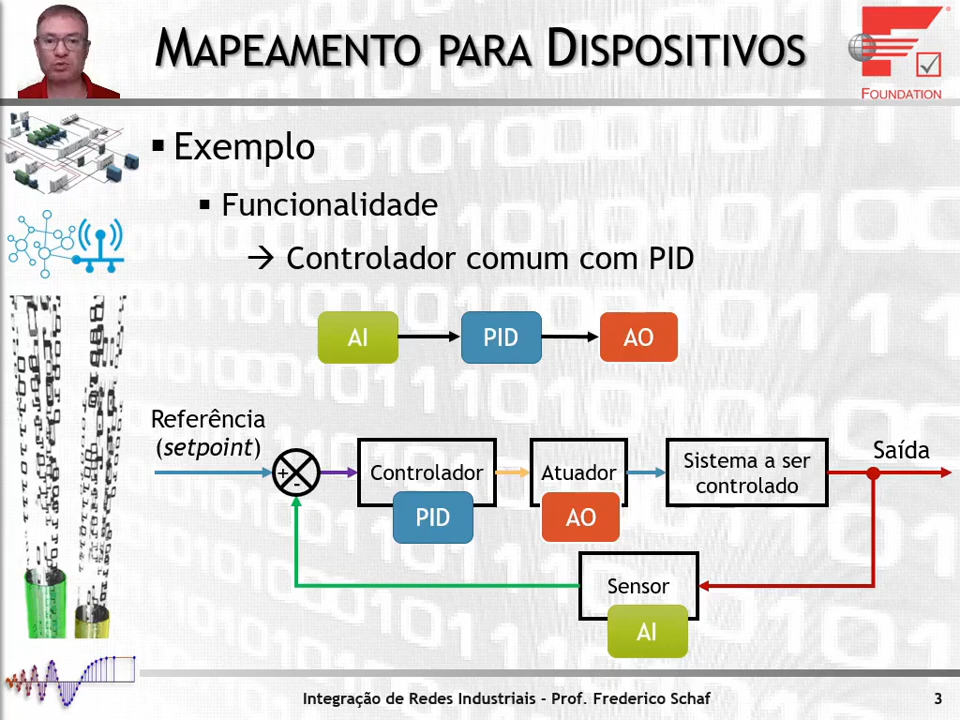 MAPEAMENTO PARA DISPOSITIVOS
FOUNDATION
▪ Exemplo
▪ Funcionalidade
→ Controlador comum com PID
AI
PID
AO
Referência
(setpoint)
+
-
Controlador
PID
Atuador
AO
Sistema a ser
controlado
Saída
Sensor
AI
Integração de Redes Industriais - Prof. Frederico Schaf
3